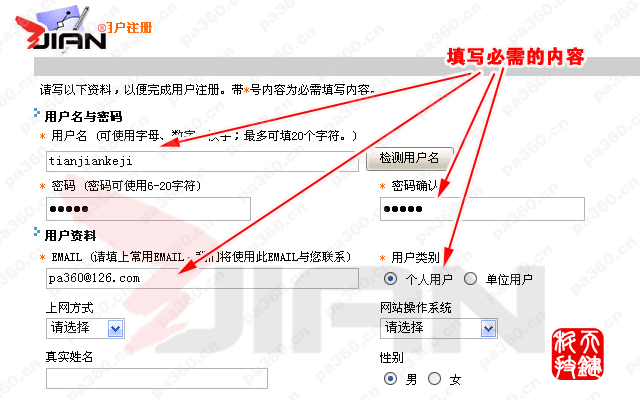 JIAN® 用户注册
填写必需的内容
请写以下资料，以便完成用户注册。带*号内容为必需填写内容。
用户名与密码
* 用户名（可使用字母、数字、汉字；最多可填20个字符。）
tianjiankeji 检测用户名
* 密码（密码可使用6-20字符） * 密码确认
●●●●● ●●●●●
用户资料
* EMAIL（请填上常用EMAIL，我们将使用此EMAIL与您联系） * 用户类别
pa360@126.com 个人用户 单位用户
上网方式 网站操作系统
请选择 请选择
真实姓名 性别
男 女
JIAN
pa360.cn